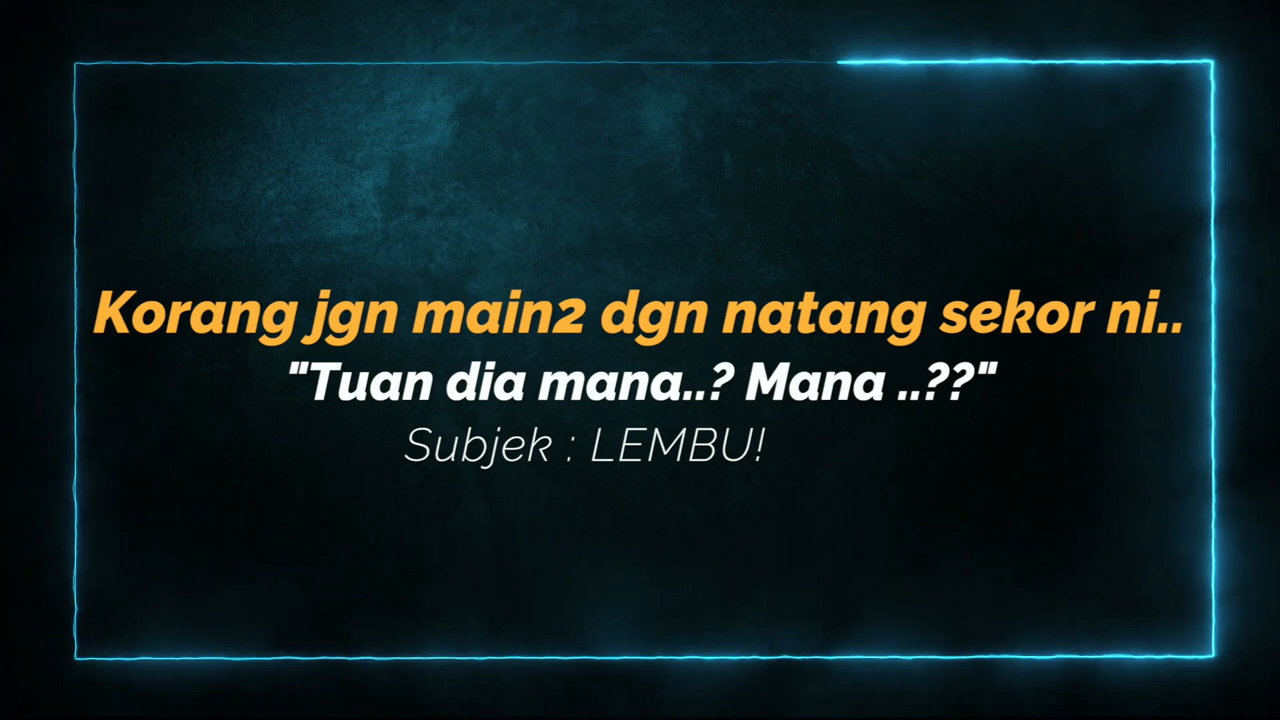 Korang jgn main2 dgn natang sekor ni..
"Tuan dia mana..? Mana ..??"
Subjek : LEMBU!